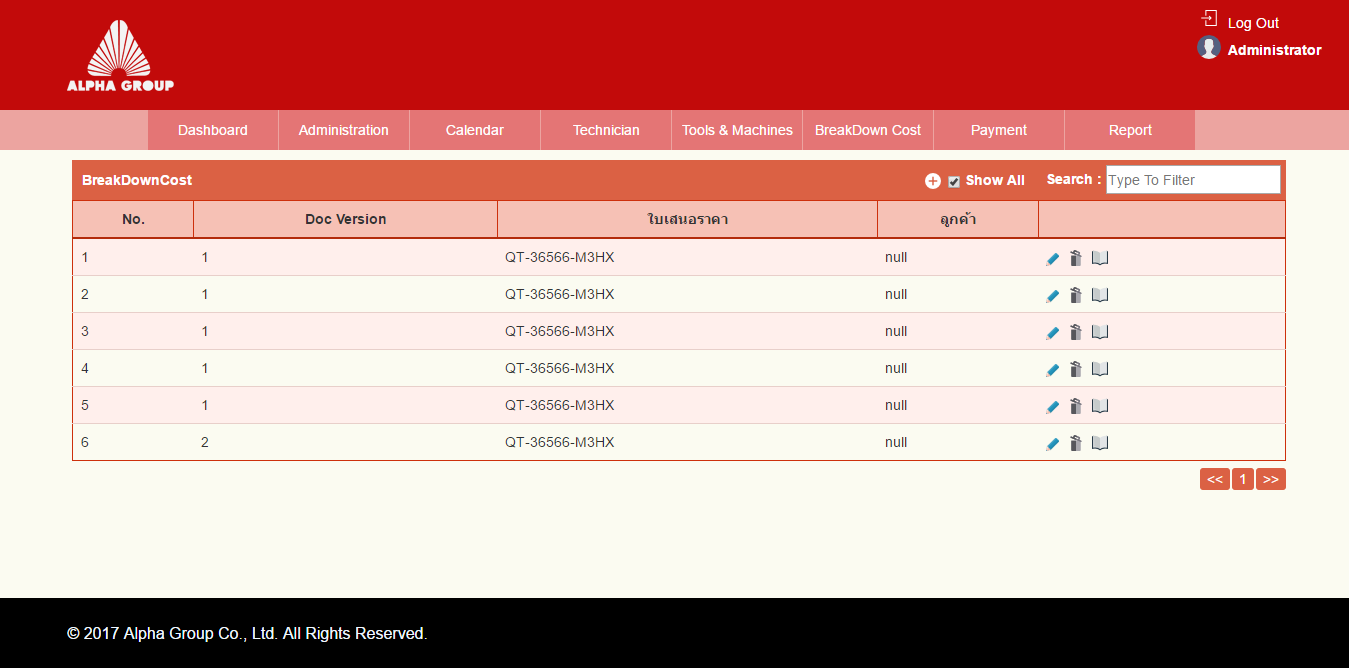 ALPHA GROUP
Log Out
Administrator
Dashboard Administration Calendar Technician Tools & Machines BreakDown Cost Payment Report
BreakDownCost Show All Search : Type To Filter
No. Doc Version ใบเสนอราคา ลูกค้า
1 1 QT-36566-M3HX null
2 1 QT-36566-M3HX null
3 1 QT-36566-M3HX null
4 1 QT-36566-M3HX null
5 1 QT-36566-M3HX null
6 2 QT-36566-M3HX null
<< 1 >>
© 2017 Alpha Group Co., Ltd. All Rights Reserved.